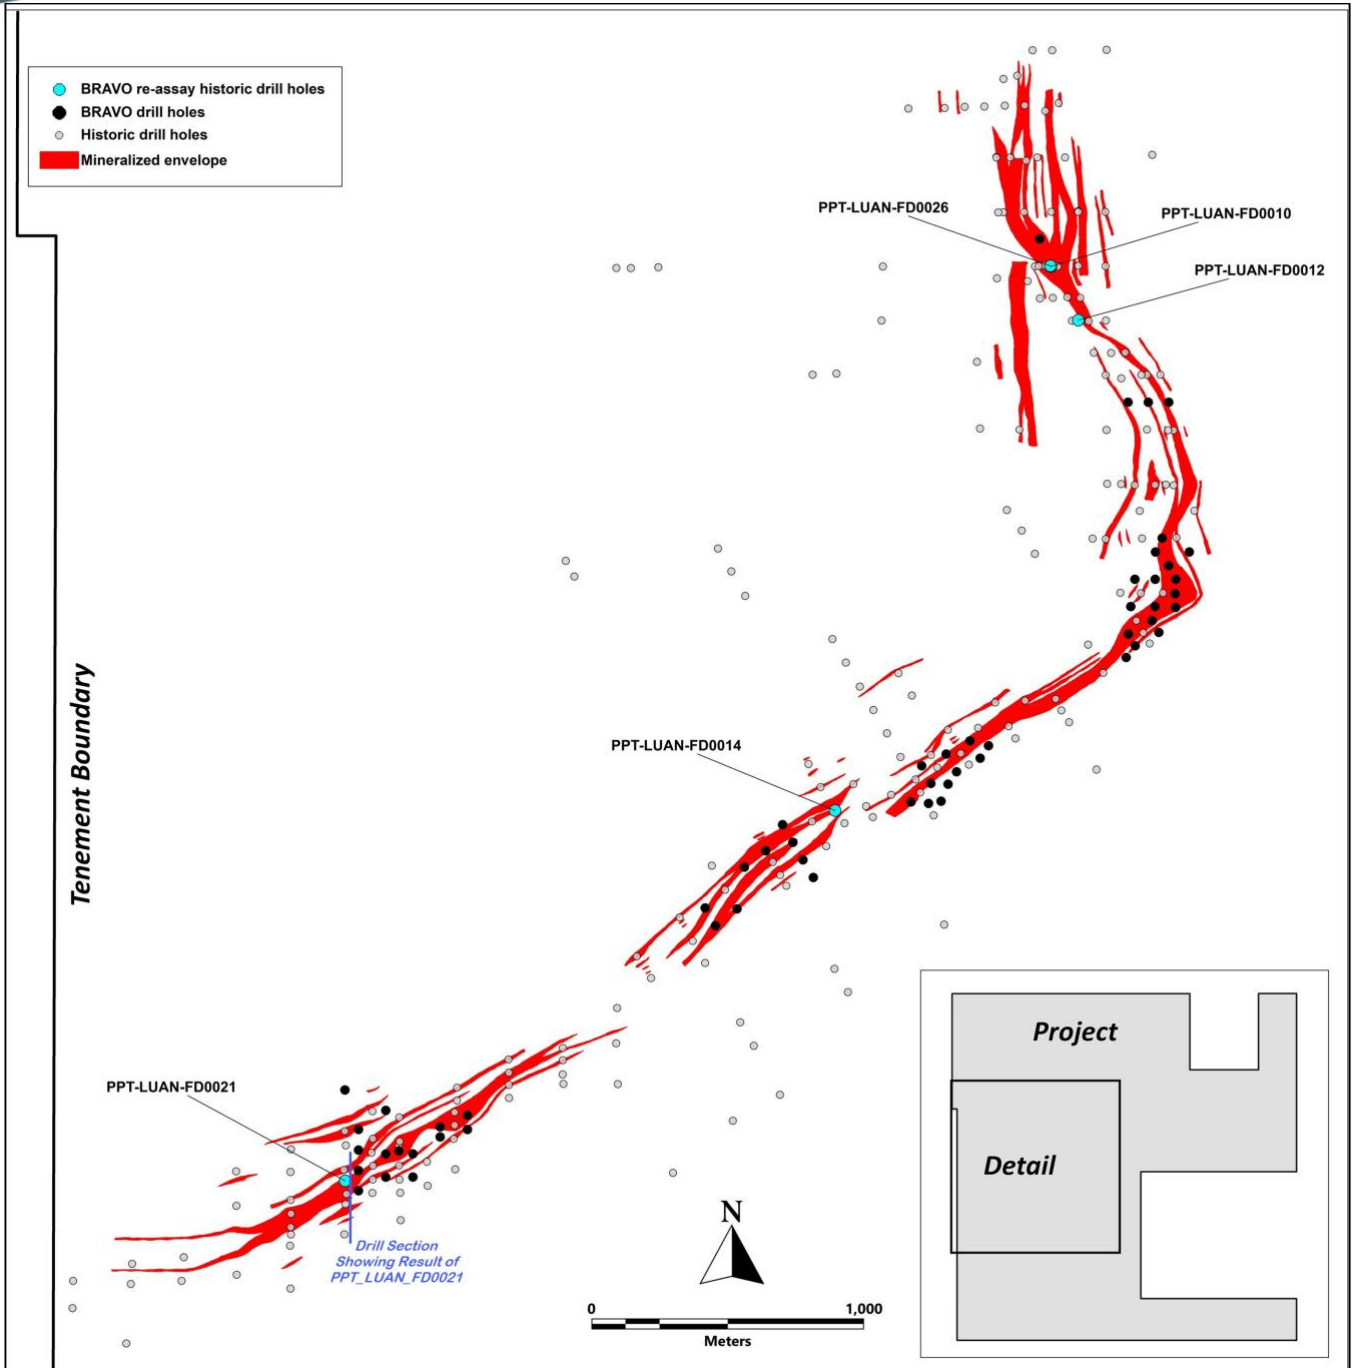 BRAVO re-assay historic drill holes
BRAVO drill holes
Historic drill holes
Mineralized envelope
PPT-LUAN-FD0026
PPT-LUAN-FD0010
PPT-LUAN-FD0012
Tenement Boundary
PPT-LUAN-FD0014
PPT-LUAN-FD0021
Drill Section
Showing Result of
PPT_LUAN_FD0021
N
0 1,000
Meters
Project
Detail